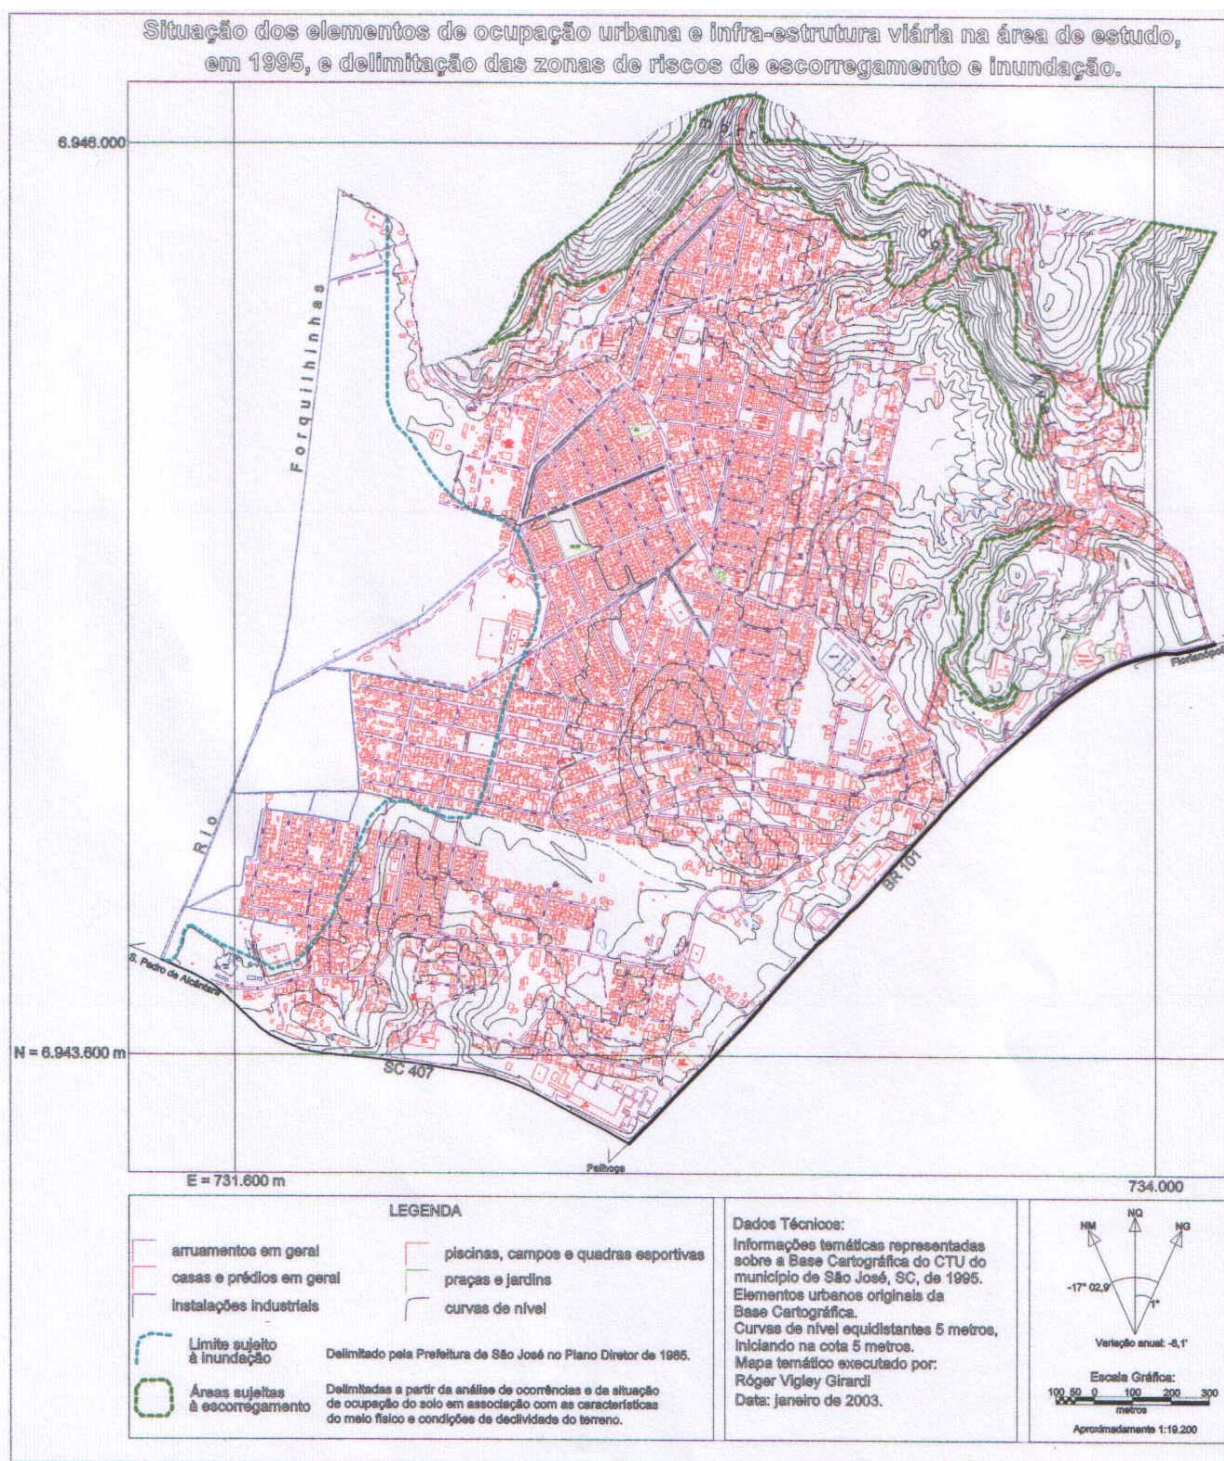 Situação dos elementos de ocupação urbana e infra-estrutura viária na área de estudo,
em 1995, e delimitação das zonas de riscos de escorregamento e inundação.
6.946.000
morro
do
Forquilhinhas
Rio
Florianópolis
BR 101
S. Pedro de Alcântara
N = 6.943.600 m
SC 407
Palhoça
E = 731.600 m
734.000
LEGENDA
arruamentos em geral
casas e prédios em geral
instalações industriais
piscinas, campos e quadras esportivas
praças e jardins
curvas de nível
Limite sujeito
à inundação
Delimitado pela Prefeitura de São José no Plano Diretor de 1985.
Áreas sujeitas
à escorregamento
Delimitadas a partir da análise de ocorrências e da situação
de ocupação do solo em associação com as características
do meio físico e condições de declividade do terreno.
Dados Técnicos:
Informações temáticas representadas
sobre a Base Cartográfica do CTU do
município de São José, SC, de 1995.
Elementos urbanos originais da
Base Cartográfica.
Curvas de nível equidistantes 5 metros,
iniciando na cota 5 metros.
Mapa temático executado por:
Róger Vigley Girardi
Data: janeiro de 2003.
NM
NQ
NG
-17° 02,9'
1°
Variação anual: -6,1'
Escala Gráfica:
100 50 0 100 200 300
metros
Aproximadamente 1:19.200